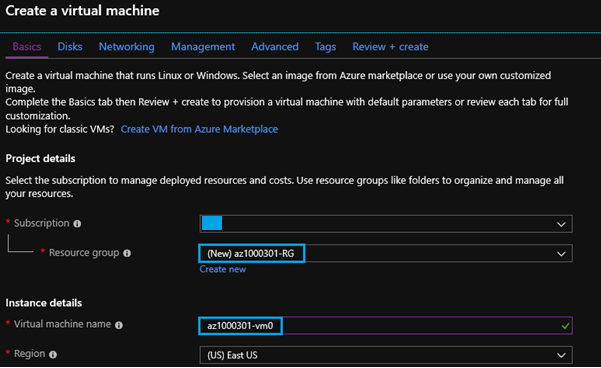 Create a virtual machine
Basics Disks Networking Management Advanced Tags Review + create
Create a virtual machine that runs Linux or Windows. Select an image from Azure marketplace or use your own customized
image.
Complete the Basics tab then Review + create to provision a virtual machine with default parameters or review each tab for full
customization.
Looking for classic VMs? Create VM from Azure Marketplace
Project details
Select the subscription to manage deployed resources and costs. Use resource groups like folders to organize and manage all
your resources.
* Subscription
* Resource group (New) az1000301-RG
Create new
Instance details
* Virtual machine name az1000301-vm0
* Region (US) East US